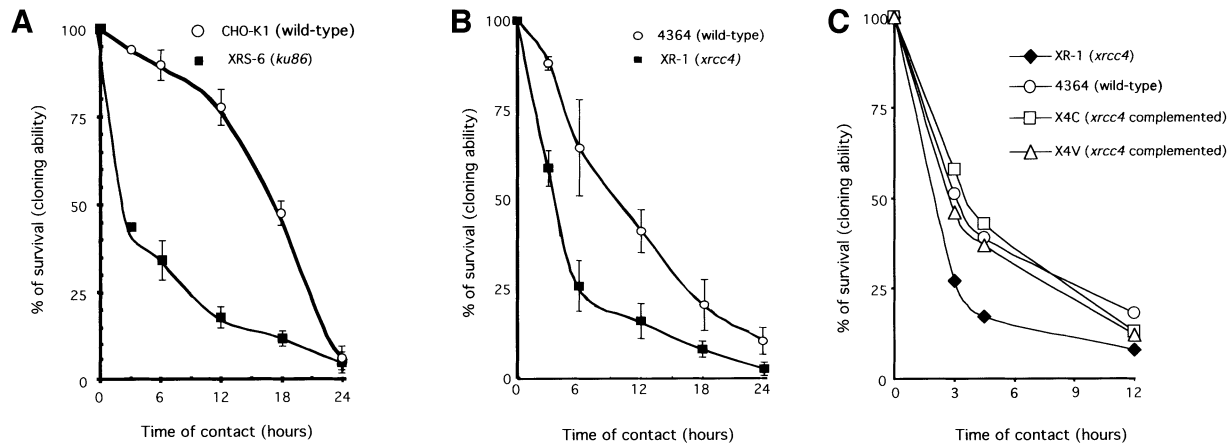 A
% of survival (cloning ability)
100
75
50
25
0
CHO-K1 (wild-type)
XRS-6 (ku86)
0 6 12 18 24
Time of contact (hours)
B
% of survival (cloning ability)
100
75
50
25
0
4364 (wild-type)
XR-1 (xrcc4)
0 6 12 18 24
Time of contact (hours)
C
% of survival (cloning ability)
100
75
50
25
0
XR-1 (xrcc4)
4364 (wild-type)
X4C (xrcc4 complemented)
X4V (xrcc4 complemented)
0 3 6 9 12
Time of contact (hours)